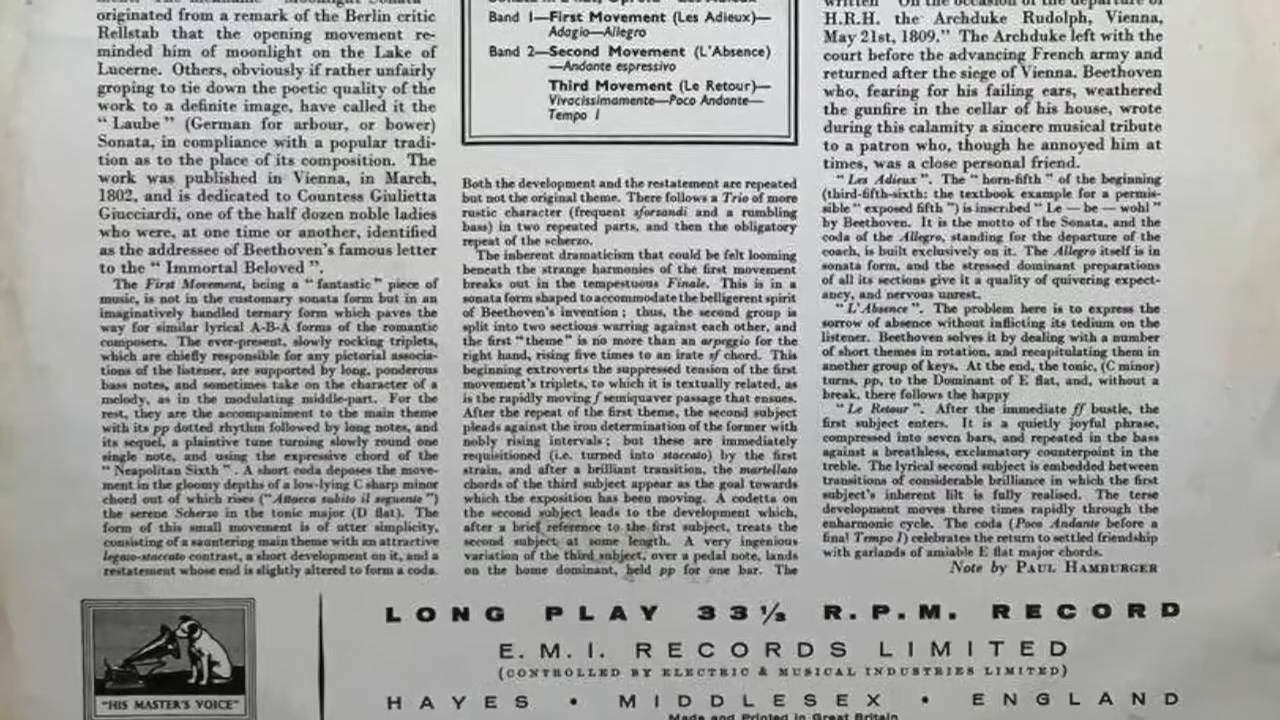 originated from a remark of the Berlin critic
Rellstab that the opening movement re-
minded him of moonlight on the Lake of
Lucerne. Others, obviously if rather unfairly
groping to tie down the poetic quality of the
work to a definite image, have called it the
" Laube " (German for arbour, or bower)
Sonata, in compliance with a popular tradi-
tion as to the place of its composition. The
work was published in Vienna, in March,
1802, and is dedicated to Countess Giulietta
Giucciardi, one of the half dozen noble ladies
who were, at one time or another, identified
as the addressee of Beethoven's famous letter
to the " Immortal Beloved ".
The First Movement, being a " fantastic " piece of
music, is not in the customary sonata form but in an
imaginatively handled ternary form which paves the
way for similar lyrical A-B-A forms of the romantic
composers. The ever-present, slowly rocking triplets,
which are chiefly responsible for any pictorial associa-
tions of the listener, are supported by long, ponderous
bass notes, and sometimes take on the character of a
melody, as in the modulating middle-part. For the
rest, they are the accompaniment to the main theme
with its pp dotted rhythm followed by long notes, and
its sequel, a plaintive tune turning slowly round one
single note, and using the expressive chord of the
" Neapolitan Sixth ". A short coda deposes the move-
ment in the gloomy depths of a low-lying C sharp minor
chord out of which rises ("Attacca subito il seguente")
the serene Scherzo in the tonic major (D flat). The
form of this small movement is of utter simplicity,
consisting of a sauntering main theme with an attractive
legato-staccato contrast, a short development on it, and a
restatement whose end is slightly altered to form a coda.
Band 1—First Movement (Les Adieux)—
Adagio—Allegro
Band 2—Second Movement (L'Absence)
—Andante espressivo
Third Movement (Le Retour)—
Vivacissimamente—Poco Andante—
Tempo I
Both the development and the restatement are repeated
but not the original theme. There follows a Trio of more
rustic character (frequent sforsandi and a rumbling
bass) in two repeated parts, and then the obligatory
repeat of the scherzo.
The inherent dramaticism that could be felt looming
beneath the strange harmonies of the first movement
breaks out in the tempestuous Finale. This is in a
sonata form shaped to accommodate the belligerent spirit
of Beethoven's invention ; thus, the second group is
split into two sections warring against each other, and
the first " theme " is no more than an arpeggio for the
right hand, rising five times to an irate sf chord. This
beginning extroverts the suppressed tension of the first
movement's triplets, to which it is textually related, as
is the rapidly moving f semiquaver passage that ensues.
After the repeat of the first theme, the second subject
pleads against the iron determination of the former with
nobly rising intervals ; but these are immediately
requisitioned (i.e. turned into staccato) by the first
strain, and after a brilliant transition, the martellato
chords of the third subject appear as the goal towards
which the exposition has been moving. A codetta on
the second subject leads to the development which,
after a brief reference to the first subject, treats the
second subject at some length. A very ingenious
variation of the third subject, over a pedal note, lands
on the home dominant, held pp for one bar. The
written " On the occasion of the departure of
H.R.H. the Archduke Rudolph, Vienna,
May 21st, 1809." The Archduke left with the
court before the advancing French army and
returned after the siege of Vienna. Beethoven
who, fearing for his failing ears, weathered
the gunfire in the cellar of his house, wrote
during this calamity a sincere musical tribute
to a patron who, though he annoyed him at
times, was a close personal friend.
" Les Adieux ". The " horn-fifth " of the beginning
(third-fifth-sixth; the textbook example for a permis-
sible " exposed fifth ") is inscribed " Le — be — wohl "
by Beethoven. It is the motto of the Sonata, and the
coda of the Allegro, standing for the departure of the
coach, is built exclusively on it. The Allegro itself is in
sonata form, and the stressed dominant preparations
of all its sections give it a quality of quivering expect-
ancy, and nervous unrest.
" L'Absence ". The problem here is to express the
sorrow of absence without inflicting its tedium on the
listener. Beethoven solves it by dealing with a number
of short themes in rotation, and recapitulating them in
another group of keys. At the end, the tonic, (C minor)
turns, pp, to the Dominant of E flat, and, without a
break, there follows the happy
" Le Retour ". After the immediate ff bustle, the
first subject enters. It is a quietly joyful phrase,
compressed into seven bars, and repeated in the bass
against a breathless, exclamatory counterpoint in the
treble. The lyrical second subject is embedded between
transitions of considerable brilliance in which the first
subject's inherent lilt is fully realised. The terse
development moves three times rapidly through the
enharmonic cycle. The coda (Poco Andante before a
final Tempo I) celebrates the return to settled friendship
with garlands of amiable E flat major chords.
Note by PAUL HAMBURGER
"HIS MASTER'S VOICE"
LONG PLAY 33⅓ R.P.M. RECORD
E.M.I. RECORDS LIMITED
(CONTROLLED BY ELECTRIC & MUSICAL INDUSTRIES LIMITED)
HAYES • MIDDLESEX • ENGLAND
Made and Printed in Great Britain